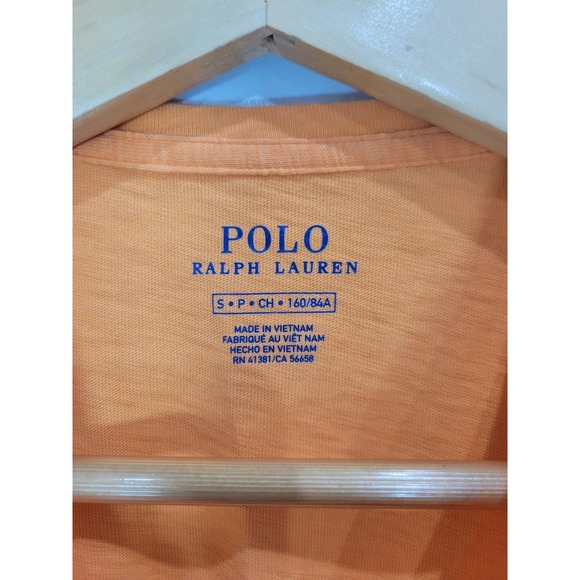 POLO
RALPH LAUREN
S • P • CH • 160/84A
MADE IN VIETNAM
FABRIQUÉ AU VIÊT NAM
HECHO EN VIETNAM
RN 41381/CA 56658